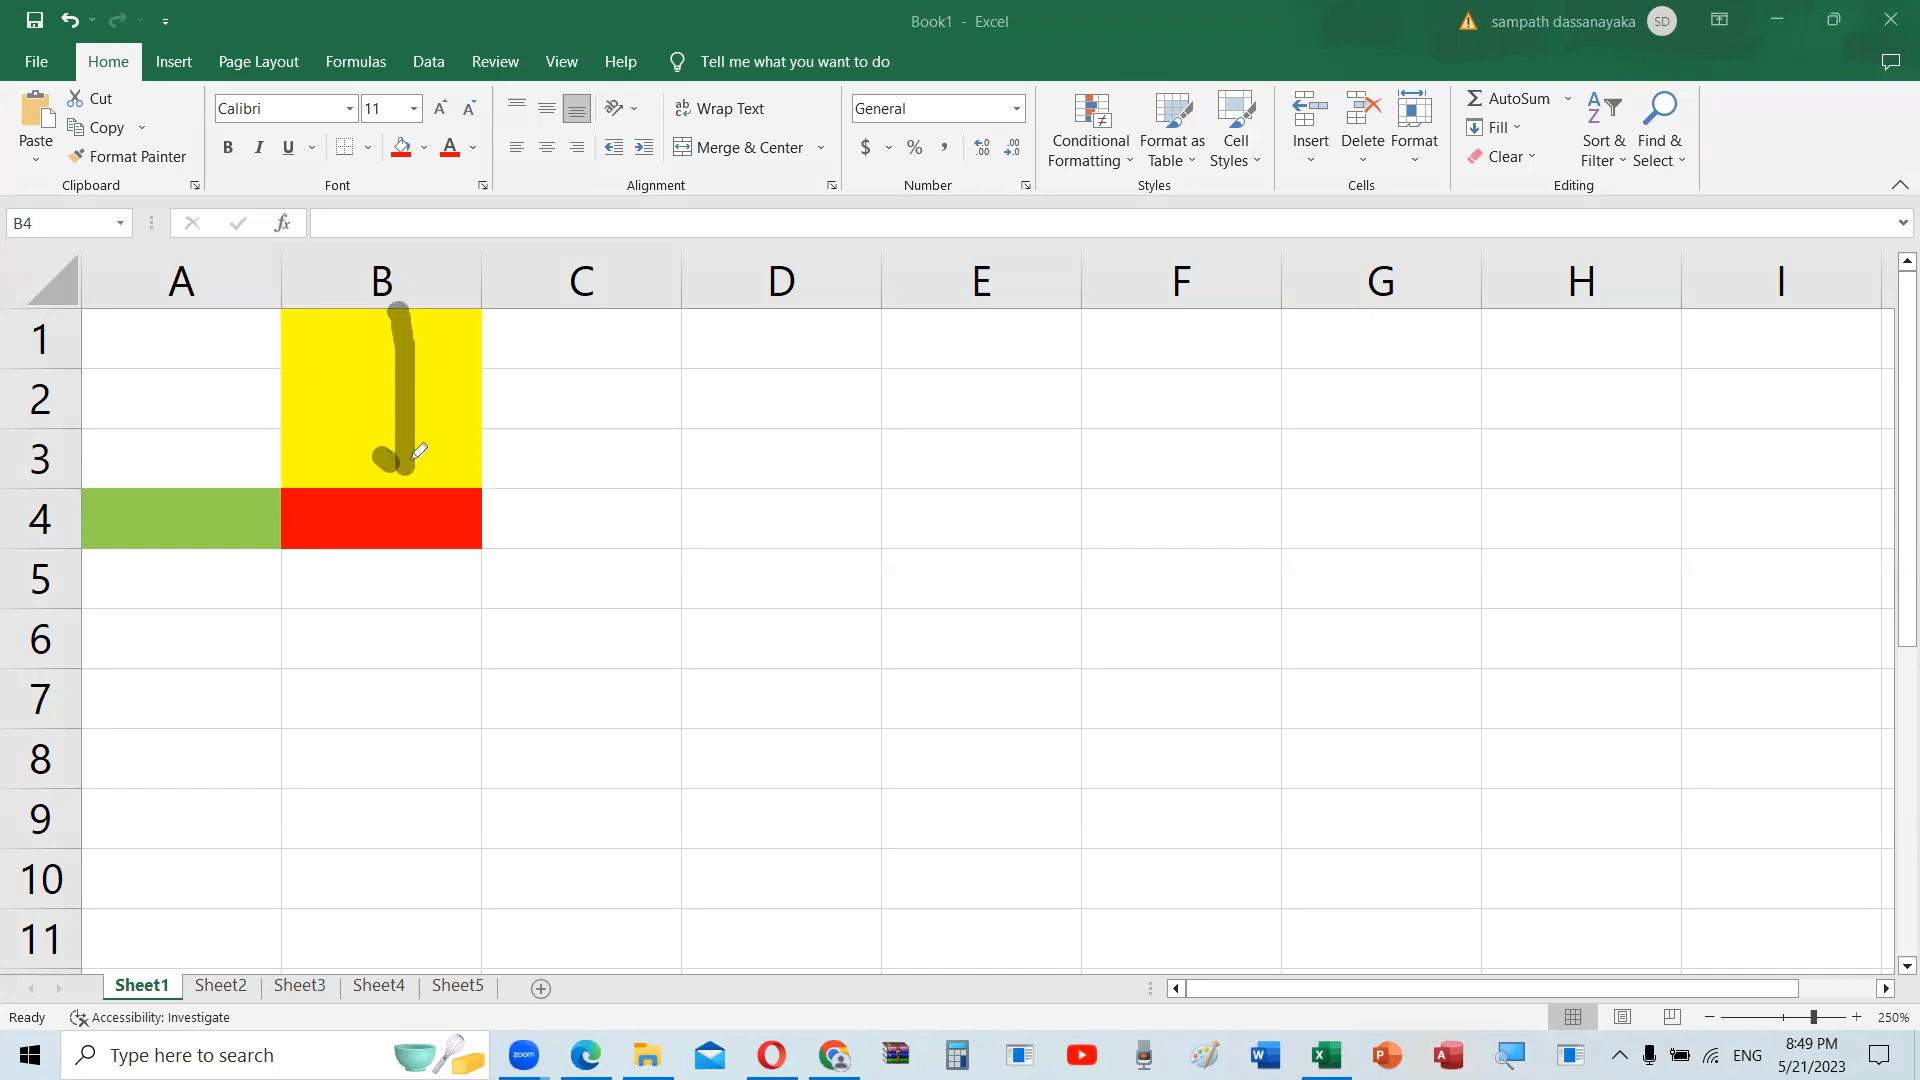 Book1 - Excel
sampath dassanayaka SD
File Home Insert Page Layout Formulas Data Review View Help Tell me what you want to do
Paste
Cut
Copy
Format Painter
Clipboard
Calibri 11
B I U A
Font
ab Wrap Text
Merge & Center
Alignment
General
$ % ,
Number
Conditional Formatting
Format as Table
Cell Styles
Styles
Insert Delete Format
Cells
AutoSum
Fill
Clear
Sort & Filter
Find & Select
Editing
B4 fx
A B C D E F G H I
1
2
3
4
5
6
7
8
9
10
11
Sheet1 Sheet2 Sheet3 Sheet4 Sheet5
Ready Accessibility: Investigate 250%
Type here to search
zoom
ENG
8:49 PM
5/21/2023